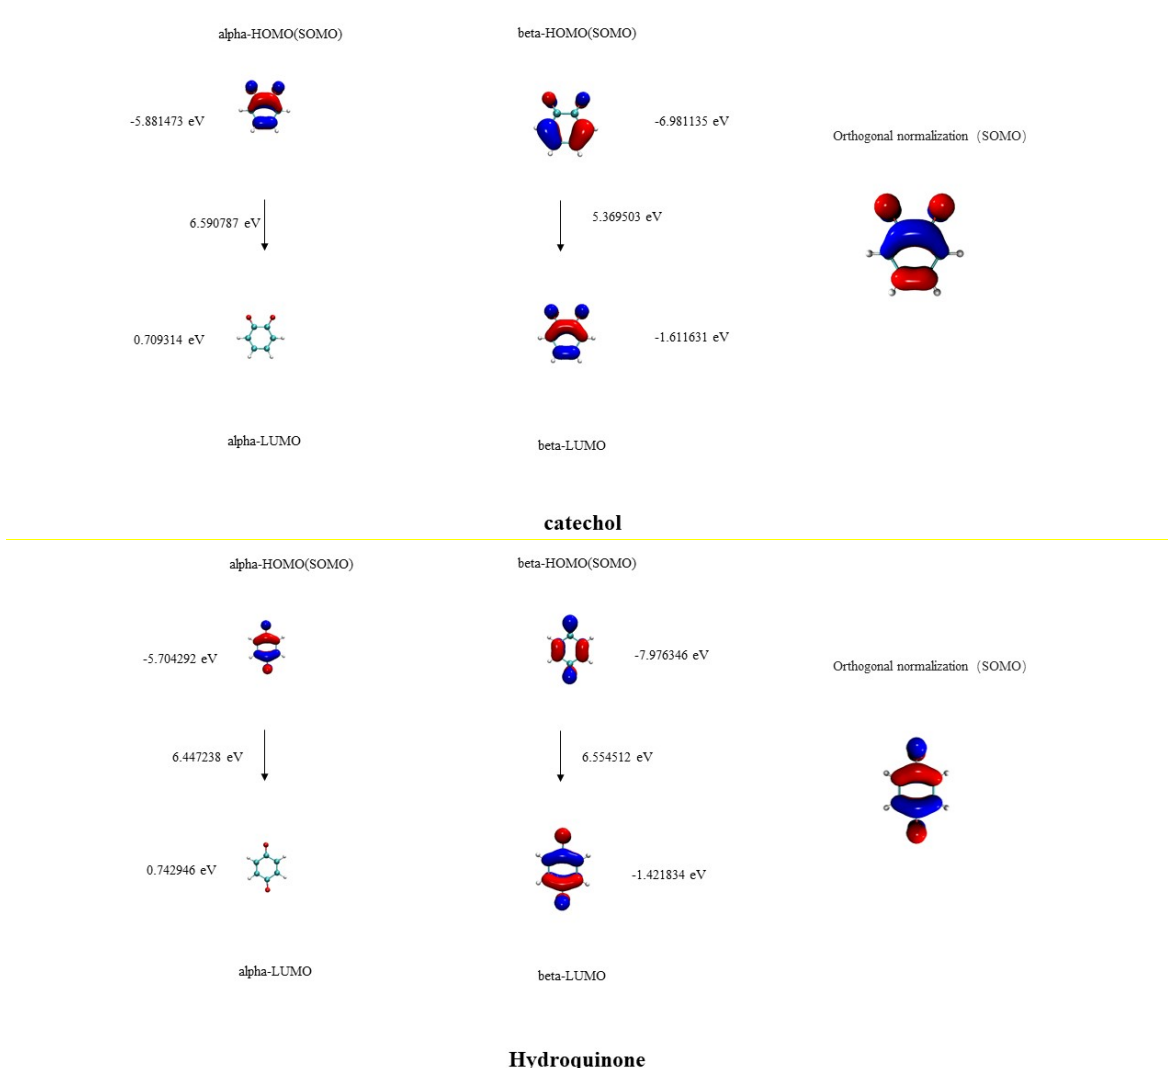 alpha-HOMO(SOMO)
beta-HOMO(SOMO)
-5.881473 eV
-6.981135 eV
Orthogonal normalization（SOMO）
6.590787 eV
5.369503 eV
0.709314 eV
-1.611631 eV
alpha-LUMO
beta-LUMO
catechol
alpha-HOMO(SOMO)
beta-HOMO(SOMO)
-5.704292 eV
-7.976346 eV
Orthogonal normalization（SOMO）
6.447238 eV
6.554512 eV
0.742946 eV
-1.421834 eV
alpha-LUMO
beta-LUMO
Hydroquinone